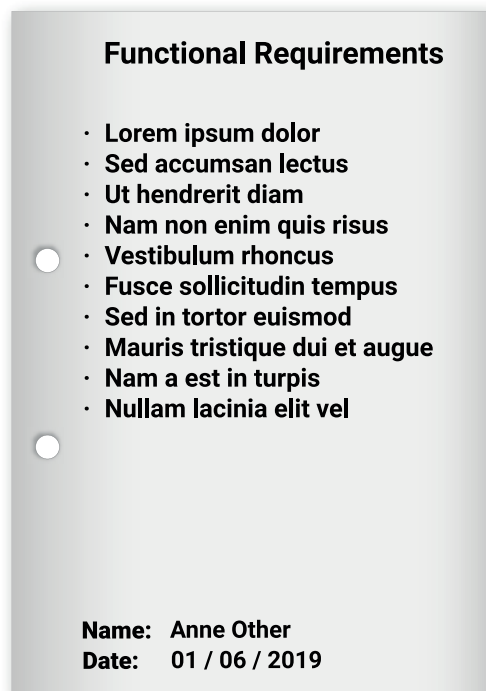 Functional Requirements
· Lorem ipsum dolor
· Sed accumsan lectus
· Ut hendrerit diam
· Nam non enim quis risus
· Vestibulum rhoncus
· Fusce sollicitudin tempus
· Sed in tortor euismod
· Mauris tristique dui et augue
· Nam a est in turpis
· Nullam lacinia elit vel
Name: Anne Other
Date: 01 / 06 / 2019